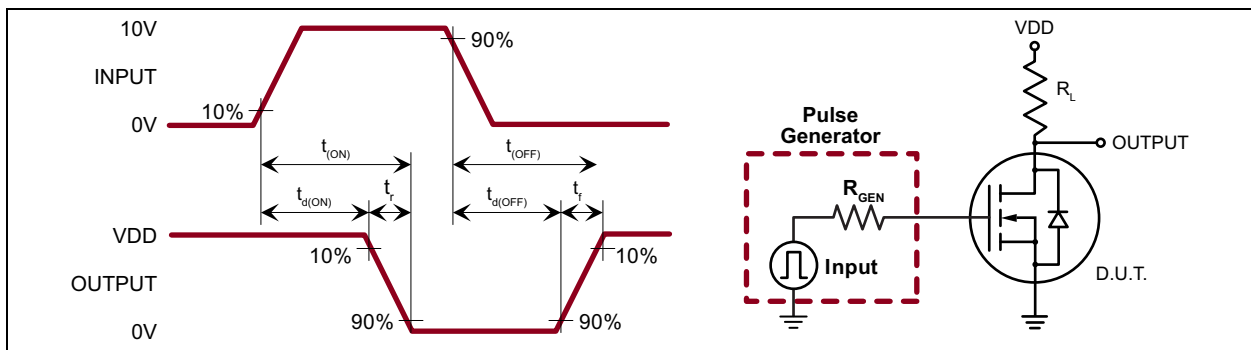 10V
INPUT
0V
10%
90%
t(ON)
t(OFF)
td(ON)
tr
td(OFF)
tf
VDD
OUTPUT
0V
10%
90%
10%
90%
VDD
RL
OUTPUT
Pulse
Generator
RGEN
Input
D.U.T.